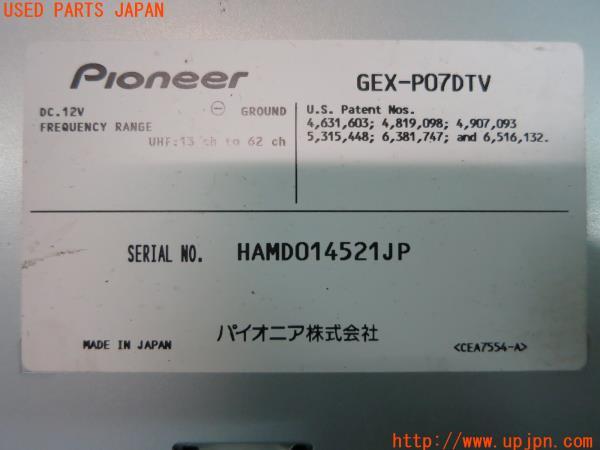 USED PARTS JAPAN
Pioneer
GEX-P07DTV
DC.12V ⊖ GROUND
FREQUENCY RANGE
UHF:13 ch to 62 ch
U.S. Patent Nos.
4,631,603; 4,819,098; 4,907,093
5,315,448; 6,381,747; and 6,516,132.
SERIAL NO. HAMD014521JP
パイオニア株式会社
MADE IN JAPAN
<CEA7554-A>
http://www.upjpn.com/